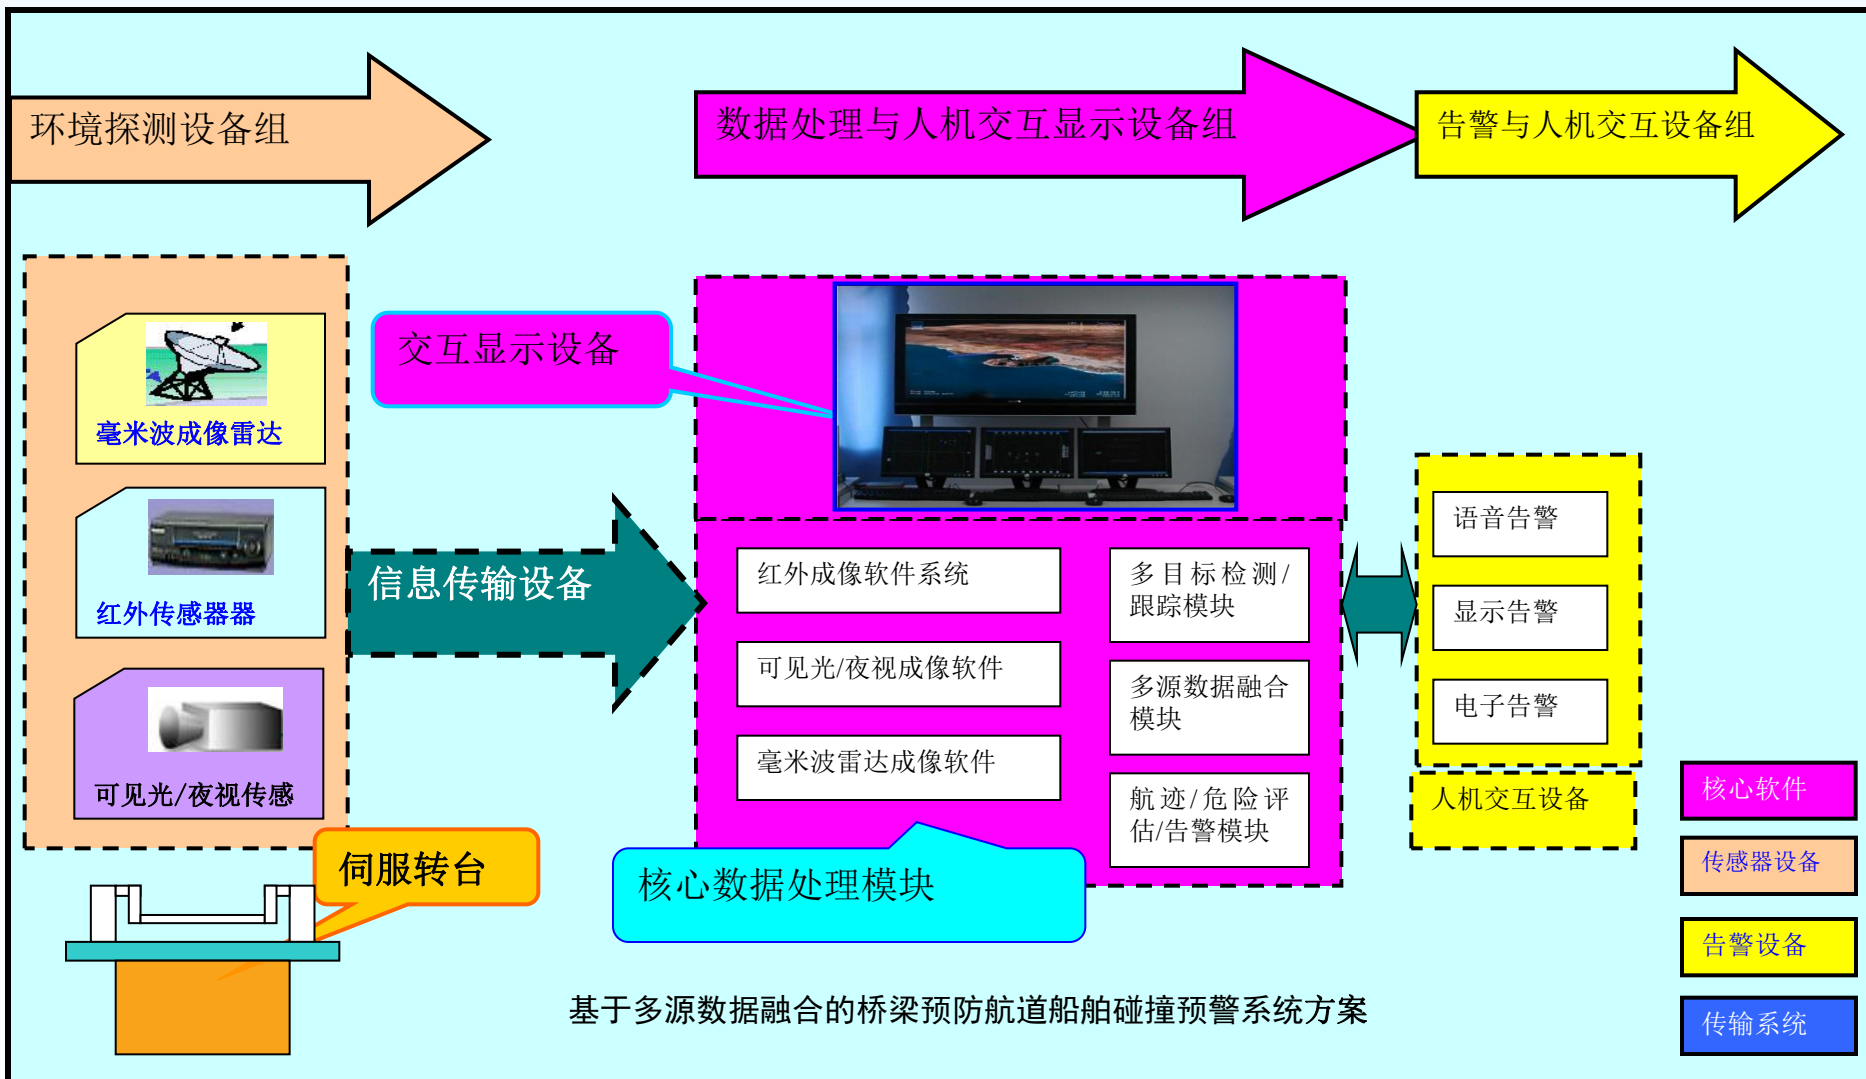 环境探测设备组
数据处理与人机交互显示设备组
告警与人机交互设备组
毫米波成像雷达
红外传感器器
可见光/夜视传感
伺服转台
交互显示设备
信息传输设备
红外成像软件系统
可见光/夜视成像软件
毫米波雷达成像软件
多目标检测/
跟踪模块
多源数据融合
模块
航迹/危险评
估/告警模块
核心数据处理模块
语音告警
显示告警
电子告警
人机交互设备
核心软件
传感器设备
告警设备
传输系统
基于多源数据融合的桥梁预防航道船舶碰撞预警系统方案